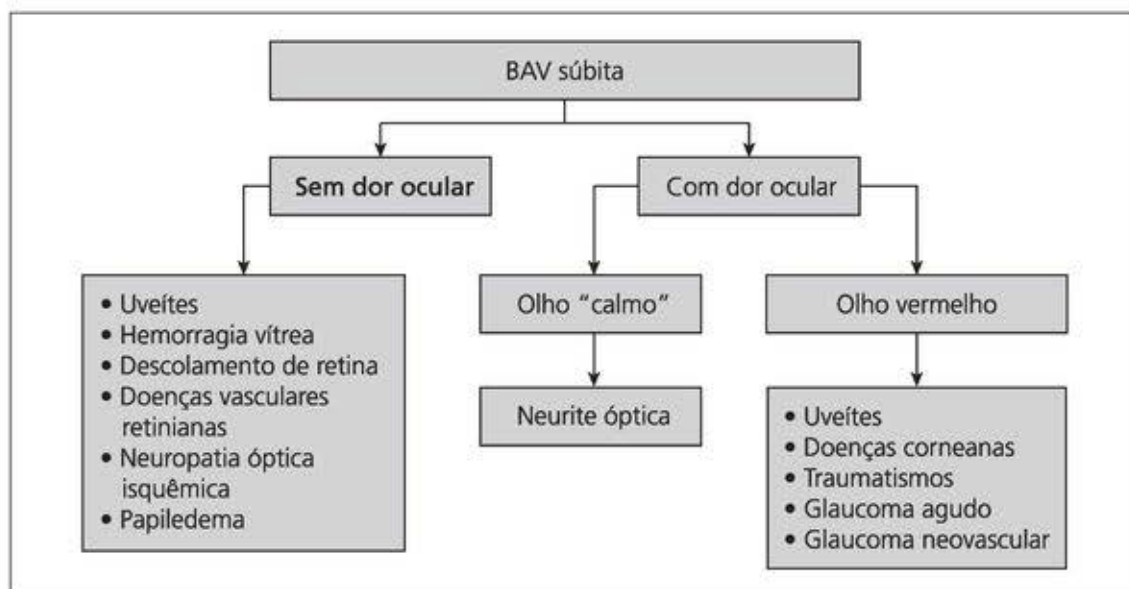 BAV súbita
Sem dor ocular
Com dor ocular
• Uveítes
• Hemorragia vítrea
• Descolamento de retina
• Doenças vasculares
retinianas
• Neuropatia óptica
isquêmica
• Papiledema
Olho “calmo”
Neurite óptica
Olho vermelho
• Uveítes
• Doenças corneanas
• Traumatismos
• Glaucoma agudo
• Glaucoma neovascular